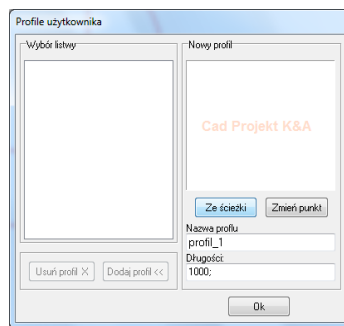 Profile użytkownika
Wybór listwy
Nowy profil
Cad Projekt K&A
Ze ścieżki
Zmień punkt
Nazwa proflu
profil_1
Długości:
1000;
Usuń profil X
Dodaj profil <<
Ok